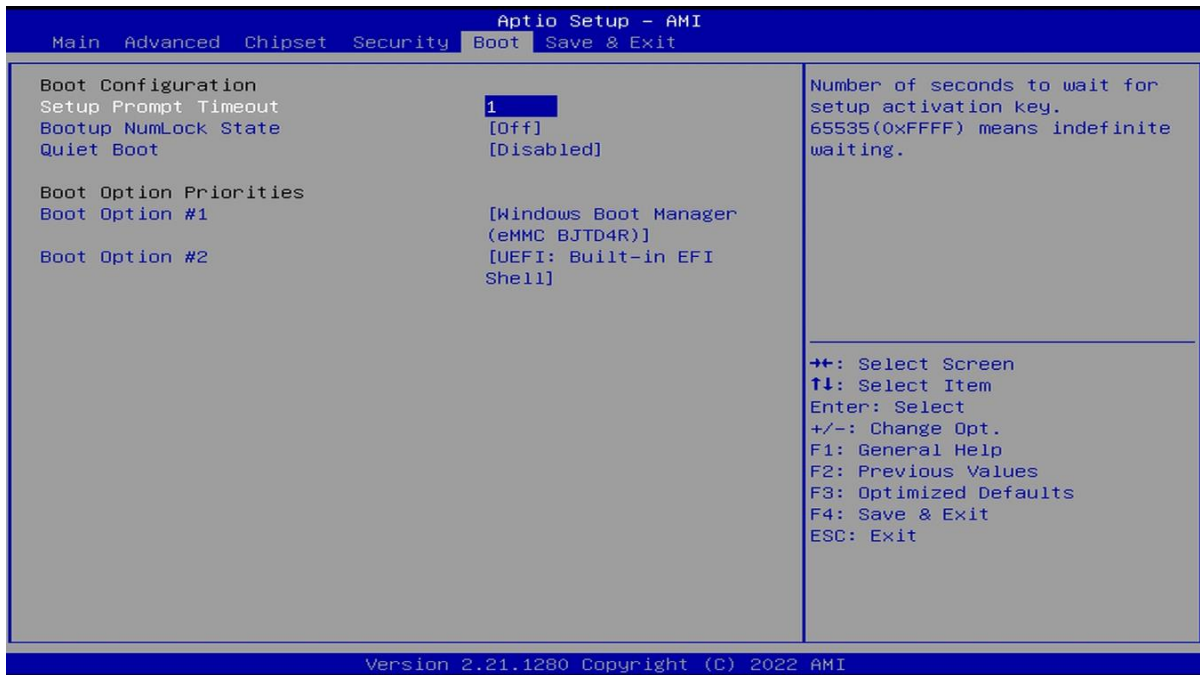 Aptio Setup – AMI
Main Advanced Chipset Security Boot Save & Exit
Boot Configuration
Setup Prompt Timeout 1
Bootup NumLock State [Off]
Quiet Boot [Disabled]
Boot Option Priorities
Boot Option #1 [Windows Boot Manager
(eMMC BJTD4R)]
Boot Option #2 [UEFI: Built-in EFI
Shell]
Number of seconds to wait for
setup activation key.
65535(0xFFFF) means indefinite
waiting.
→←: Select Screen
↑↓: Select Item
Enter: Select
+/-: Change Opt.
F1: General Help
F2: Previous Values
F3: Optimized Defaults
F4: Save & Exit
ESC: Exit
Version 2.21.1280 Copyright (C) 2022 AMI